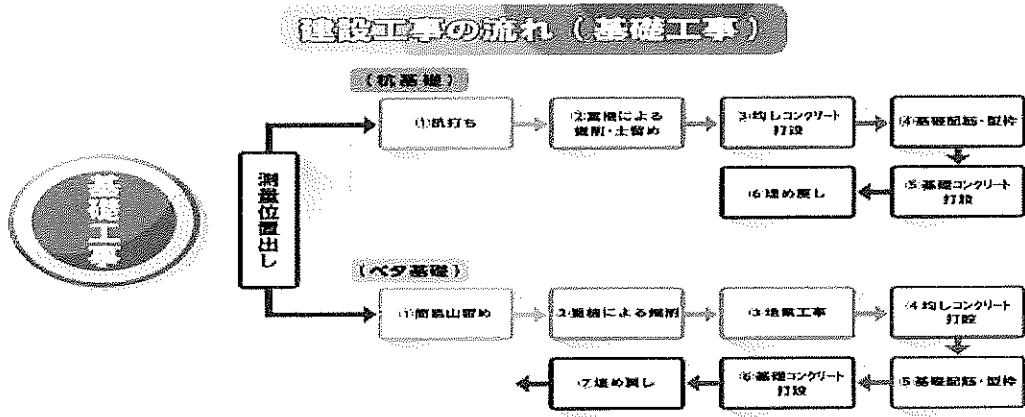 建設工事の流れ（基礎工事）
（杭基礎）
①杭打ち
②重機による
掘削・土留め
③均しコンクリート
打設
④基礎配筋・型枠
⑤基礎コンクリート
打設
⑥埋め戻し
基礎工事
測量位置出し
（ベタ基礎）
①簡易山留め
②重機による掘削
③地業工事
④均しコンクリート
打設
⑤基礎配筋・型枠
⑥基礎コンクリート
打設
⑦埋め戻し